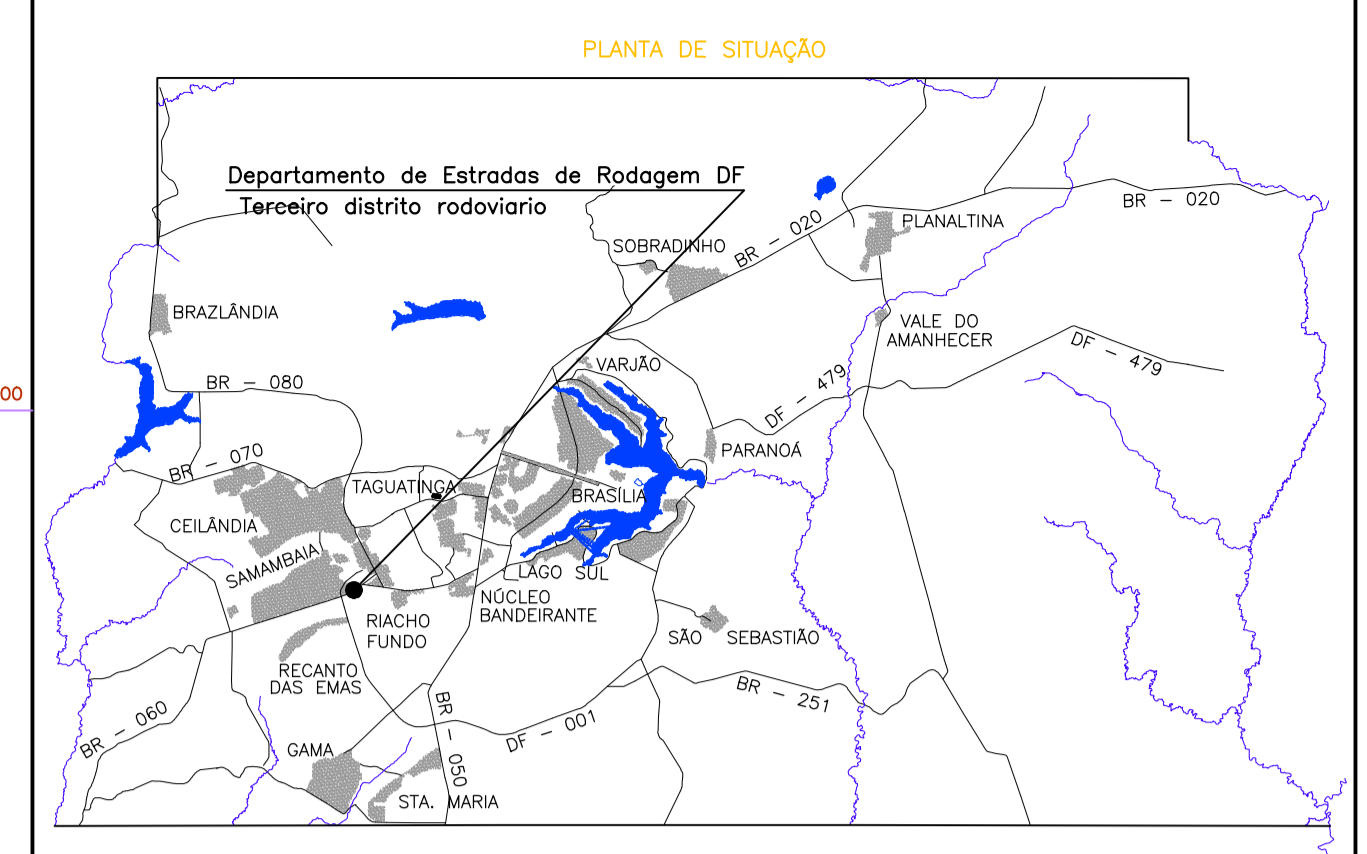 PLANTA DE SITUAÇÃO
Departamento de Estradas de Rodagem DF
Terceiro distrito rodoviario
BR - 020
PLANALTINA
SOBRADINHO
BR - 020
BRAZLÂNDIA
VALE DO
AMANHECER
DF - 479
VARJÃO
BR - 080
DF - 479
00
PARANOÁ
BR - 070
TAGUATINGA
BRASÍLIA
CEILÂNDIA
SAMAMBAIA
LAGO SUL
NÚCLEO
BANDEIRANTE
RIACHO
FUNDO
SÃO SEBASTIÃO
RECANTO
DAS EMAS
BR - 251
BR - 060
BR - 050
DF - 001
GAMA
STA. MARIA